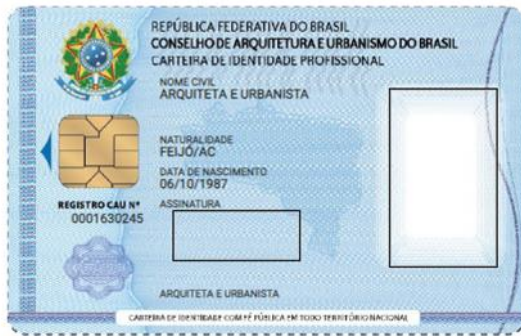 REPÚBLICA FEDERATIVA DO BRASIL
CONSELHO DE ARQUITETURA E URBANISMO DO BRASIL
CARTEIRA DE IDENTIDADE PROFISSIONAL
NOME CIVIL
ARQUITETA E URBANISTA
NATURALIDADE
FEIJÓ/AC
DATA DE NASCIMENTO
06/10/1987
REGISTRO CAU Nº
0001630245
ASSINATURA
ARQUITETA E URBANISTA
CARTEIRA DE IDENTIDADE COM FÉ PÚBLICA EM TODO TERRITÓRIO NACIONAL